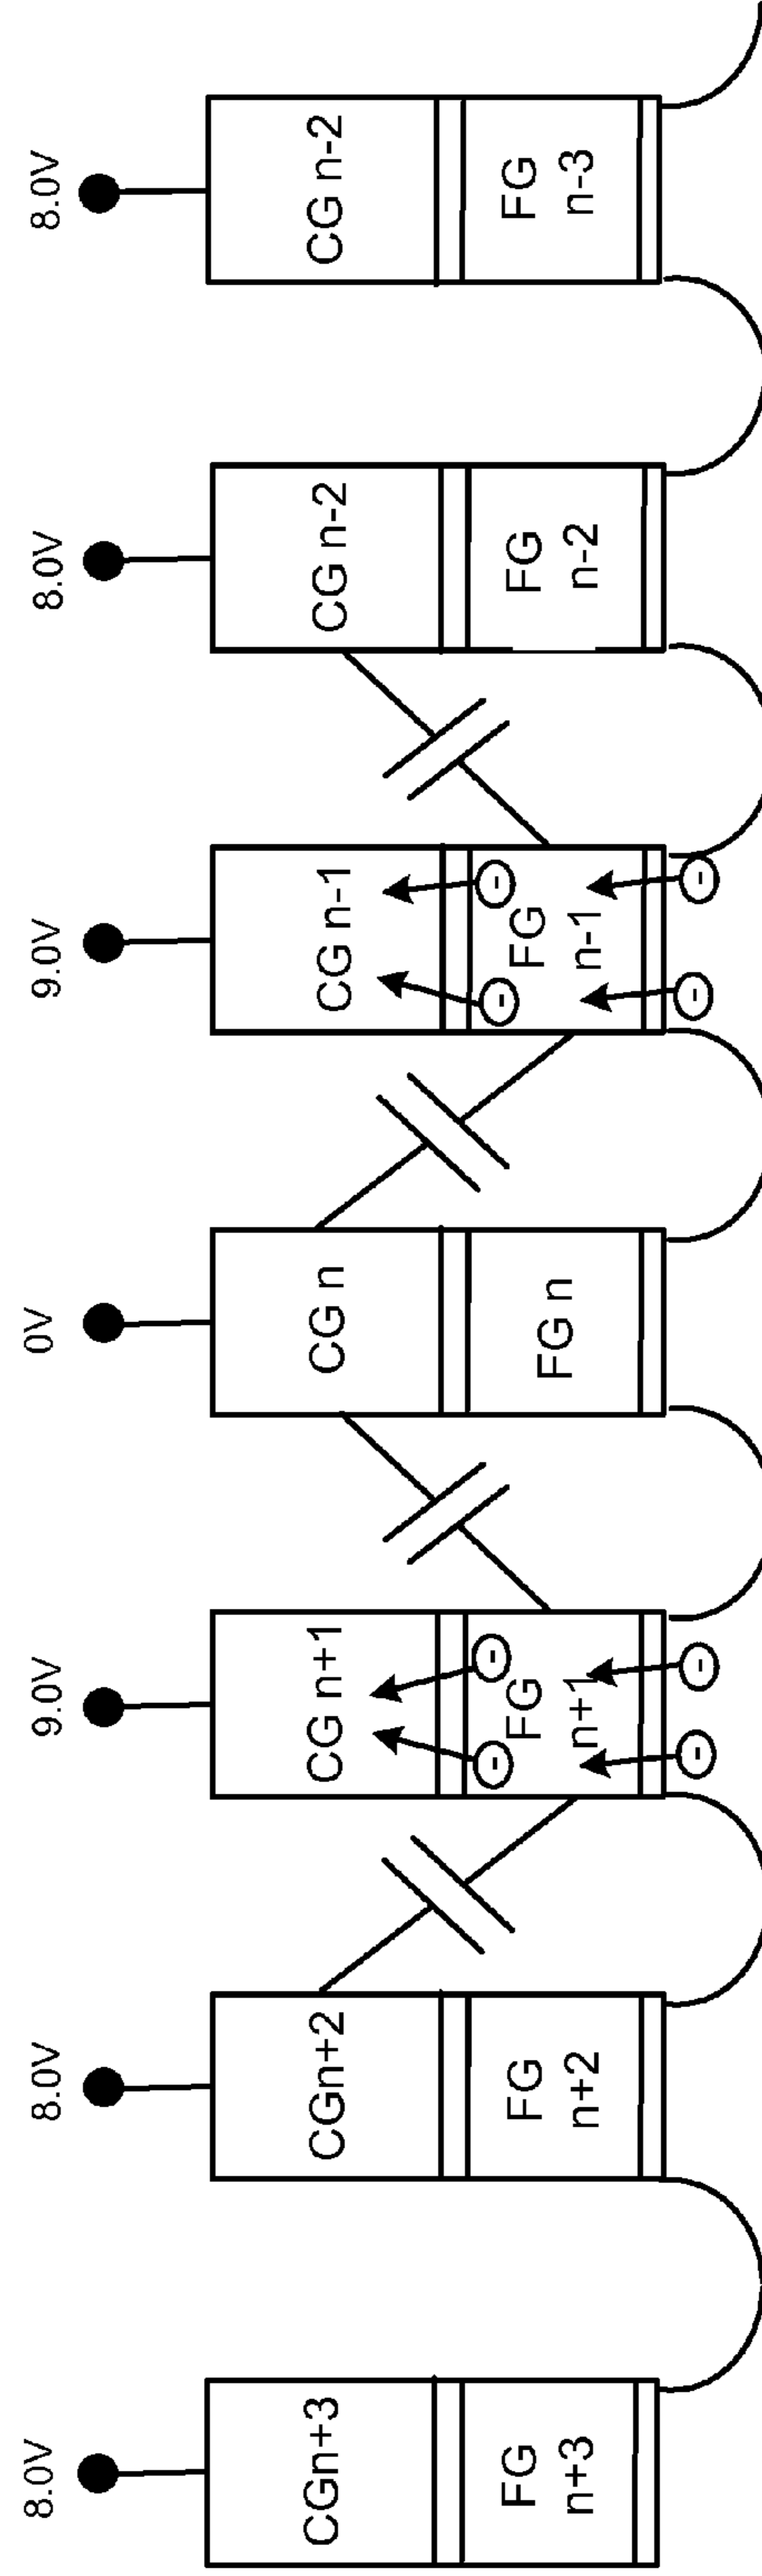 8.0V
CGn+3
FG
n+3
8.0V
CGn+2
FG
n+2
9.0V
CG n+1
-
-
FG
n+1
-
-
0V
CG n
FG n
9.0V
CG n-1
-
-
FG
n-1
-
-
8.0V
CG n-2
FG
n-2
8.0V
CG n-2
FG
n-3